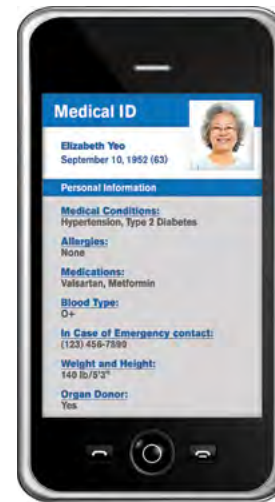 Medical ID
Elizabeth Yeo
September 10, 1952 (63)
Personal Information
Medical Conditions:
Hypertension, Type 2 Diabetes
Allergies:
None
Medications:
Valsartan, Metformin
Blood Type:
O+
In Case of Emergency contact:
(123) 456-7890
Weight and Height:
140 lb/5'3"
Organ Donor:
Yes